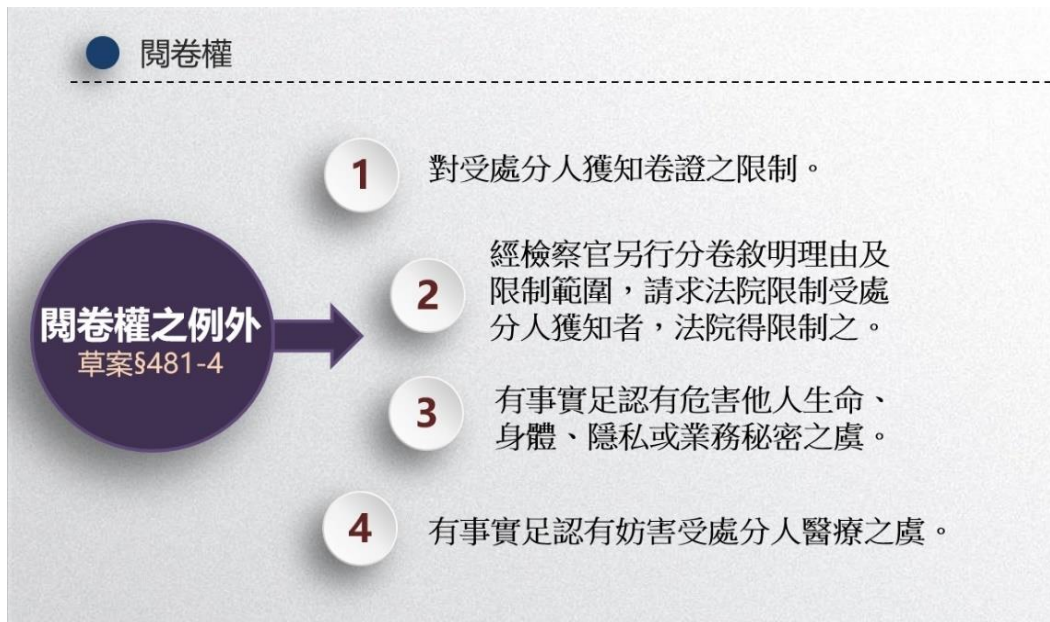 閱卷權
閱卷權之例外
草案§481-4
1
對受處分人獲知卷證之限制。
2
經檢察官另行分卷敘明理由及
限制範圍，請求法院限制受處
分人獲知者，法院得限制之。
3
有事實足認有危害他人生命、
身體、隱私或業務秘密之虞。
4
有事實足認有妨害受處分人醫療之虞。